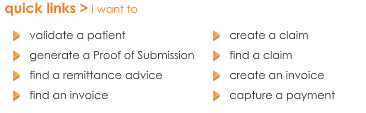 quick links > i want to
validate a patient
generate a Proof of Submission
find a remittance advice
find an invoice
create a claim
find a claim
create an invoice
capture a payment